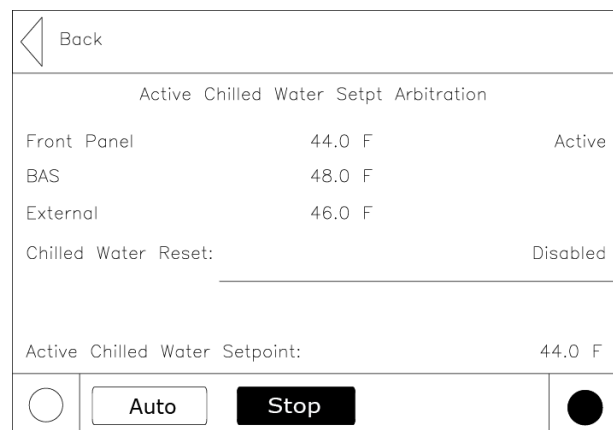 Back
Active Chilled Water Setpt Arbitration
Front Panel 44.0 F Active
BAS 48.0 F
External 46.0 F
Chilled Water Reset: Disabled
Active Chilled Water Setpoint: 44.0 F
Auto Stop